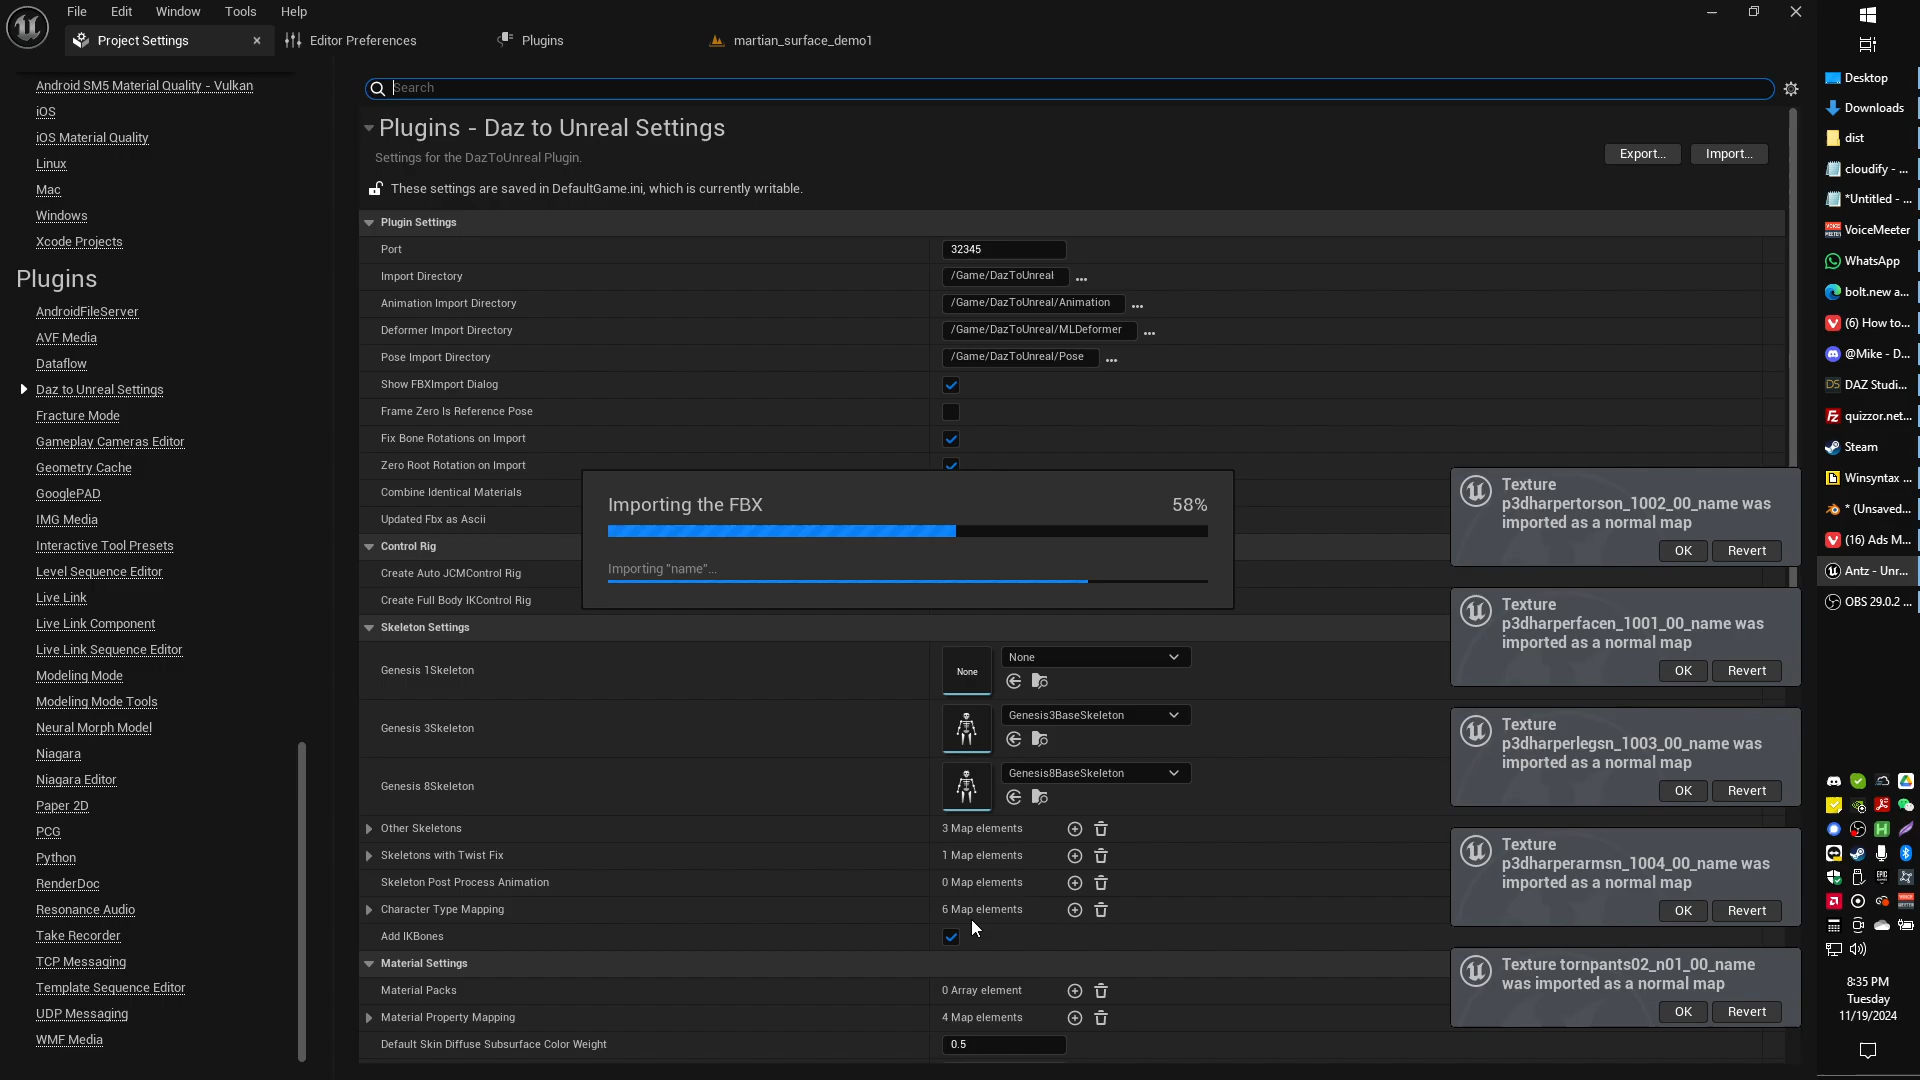 File Edit Window Tools Help
Project Settings
Editor Preferences
Plugins
martian_surface_demo1
Android SM5 Material Quality - Vulkan
iOS
iOS Material Quality
Linux
Mac
Windows
Xcode Projects
Plugins
AndroidFileServer
AVF Media
Dataflow
Daz to Unreal Settings
Fracture Mode
Gameplay Cameras Editor
Geometry Cache
GooglePAD
IMG Media
Interactive Tool Presets
Level Sequence Editor
Live Link
Live Link Component
Live Link Sequence Editor
Modeling Mode
Modeling Mode Tools
Neural Morph Model
Niagara
Niagara Editor
Paper 2D
PCG
Python
RenderDoc
Resonance Audio
Take Recorder
TCP Messaging
Template Sequence Editor
UDP Messaging
WMF Media
Search
Plugins - Daz to Unreal Settings
Settings for the DazToUnreal Plugin.
Export... Import...
These settings are saved in DefaultGame.ini, which is currently writable.
Plugin Settings
Port 32345
Import Directory /Game/DazToUnreal ...
Animation Import Directory /Game/DazToUnreal/Animation ...
Deformer Import Directory /Game/DazToUnreal/MLDeformer ...
Pose Import Directory /Game/DazToUnreal/Pose ...
Show FBXImport Dialog
Frame Zero Is Reference Pose
Fix Bone Rotations on Import
Zero Root Rotation on Import
Combine Identical Materials
Updated Fbx as Ascii
Control Rig
Create Auto JCMControl Rig
Create Full Body IKControl Rig
Skeleton Settings
Genesis 1Skeleton None None
Genesis 3Skeleton Genesis3BaseSkeleton
Genesis 8Skeleton Genesis8BaseSkeleton
Other Skeletons 3 Map elements
Skeletons with Twist Fix 1 Map elements
Skeleton Post Process Animation 0 Map elements
Character Type Mapping 6 Map elements
Add IKBones
Material Settings
Material Packs 0 Array element
Material Property Mapping 4 Map elements
Default Skin Diffuse Subsurface Color Weight 0.5
Importing the FBX 58%
Importing "name"...
Texture
p3dharpertorson_1002_00_name was
imported as a normal map
OK Revert
Texture
p3dharperfacen_1001_00_name was
imported as a normal map
OK Revert
Texture
p3dharperlegsn_1003_00_name was
imported as a normal map
OK Revert
Texture
p3dharperarmsn_1004_00_name was
imported as a normal map
OK Revert
Texture tornpants02_n01_00_name
was imported as a normal map
OK Revert
Desktop
Downloads
dist
cloudify - ...
*Untitled - ...
VoiceMeeter
WhatsApp
bolt.new a...
(6) How to...
@Mike - D...
DAZ Studi...
quizzor.net...
Steam
Winsyntax ...
* (Unsaved...
(16) Ads M...
Antz - Unr...
OBS 29.0.2 ...
8:35 PM
Tuesday
11/19/2024